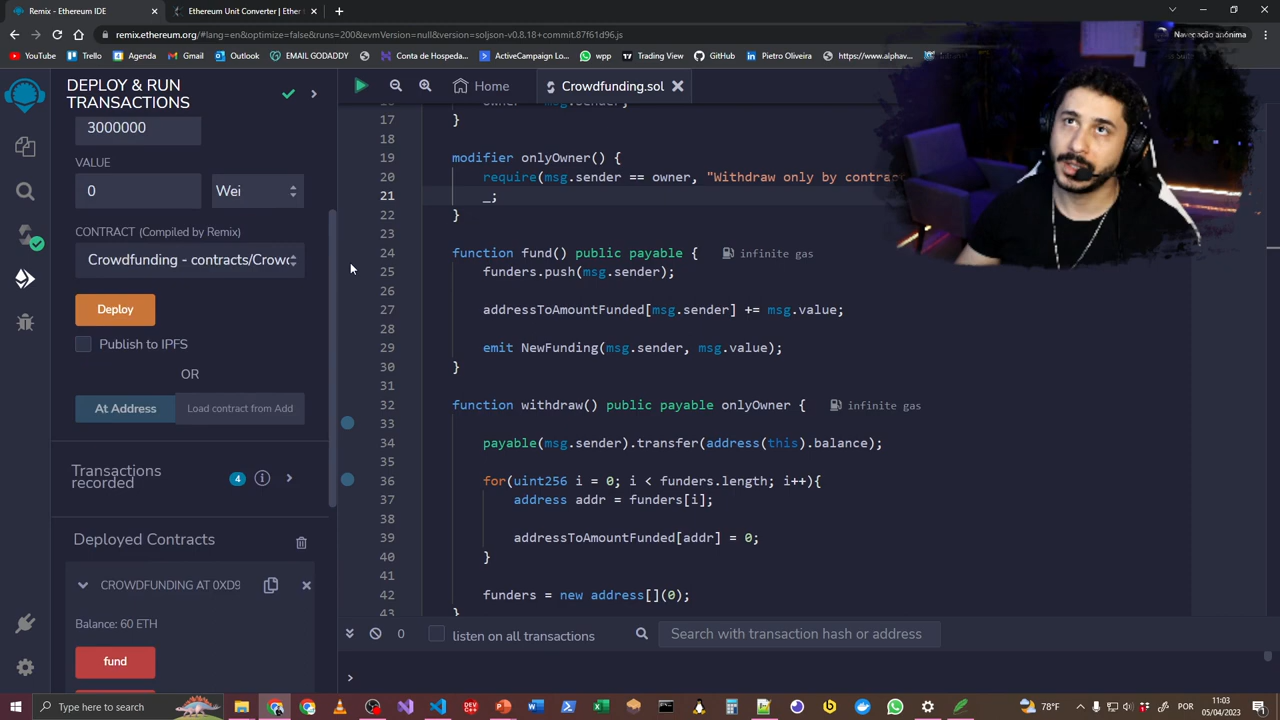 Remix - Ethereum IDE
Ethereum Unit Converter | Ether
remix.ethereum.org/#lang=en&optimize=false&runs=200&evmVersion=null&version=soljson-v0.8.18+commit.87f61d96.js
Navegação anônima
YouTube
Trello
Agenda
Gmail
Outlook
EMAIL GODADDY
Conta de Hospeda...
ActiveCampaign Lo...
wpp
Trading View
GitHub
Pietro Oliveira
https://www.alphav...
DEPLOY & RUN
TRANSACTIONS
3000000
VALUE
0
Wei
CONTRACT (Compiled by Remix)
Crowdfunding - contracts/Crowd
Deploy
Publish to IPFS
OR
At Address
Load contract from Add
Transactions
recorded
4
Deployed Contracts
CROWDFUNDING AT 0XD9
Balance: 60 ETH
fund
Home
Crowdfunding.sol
17 }
18
19 modifier onlyOwner() {
20 require(msg.sender == owner, "Withdraw only by contrac
21 _;
22 }
23
24 function fund() public payable { infinite gas
25 funders.push(msg.sender);
26
27 addressToAmountFunded[msg.sender] += msg.value;
28
29 emit NewFunding(msg.sender, msg.value);
30 }
31
32 function withdraw() public payable onlyOwner { infinite gas
33
34 payable(msg.sender).transfer(address(this).balance);
35
36 for(uint256 i = 0; i < funders.length; i++){
37 address addr = funders[i];
38
39 addressToAmountFunded[addr] = 0;
40 }
41
42 funders = new address[](0);
43 }
0
listen on all transactions
Search with transaction hash or address
>
Type here to search
78°F
11:03
05/04/2023